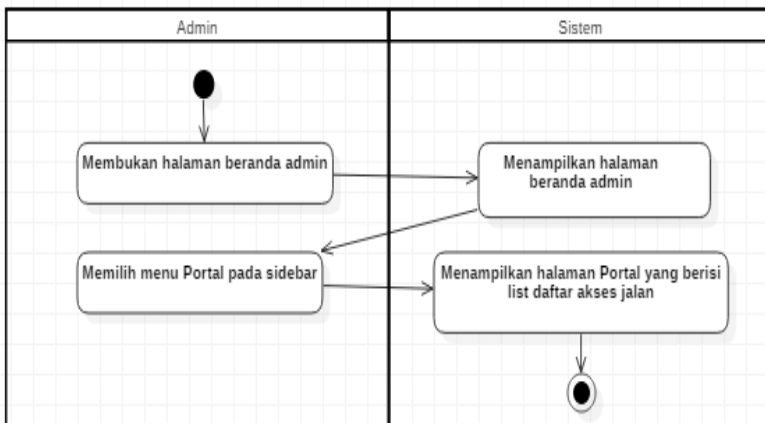 Admin
Sistem
Membukan halaman beranda admin
Menampilkan halaman
beranda admin
Memilih menu Portal pada sidebar
Menampilkan halaman Portal yang berisi
list daftar akses jalan